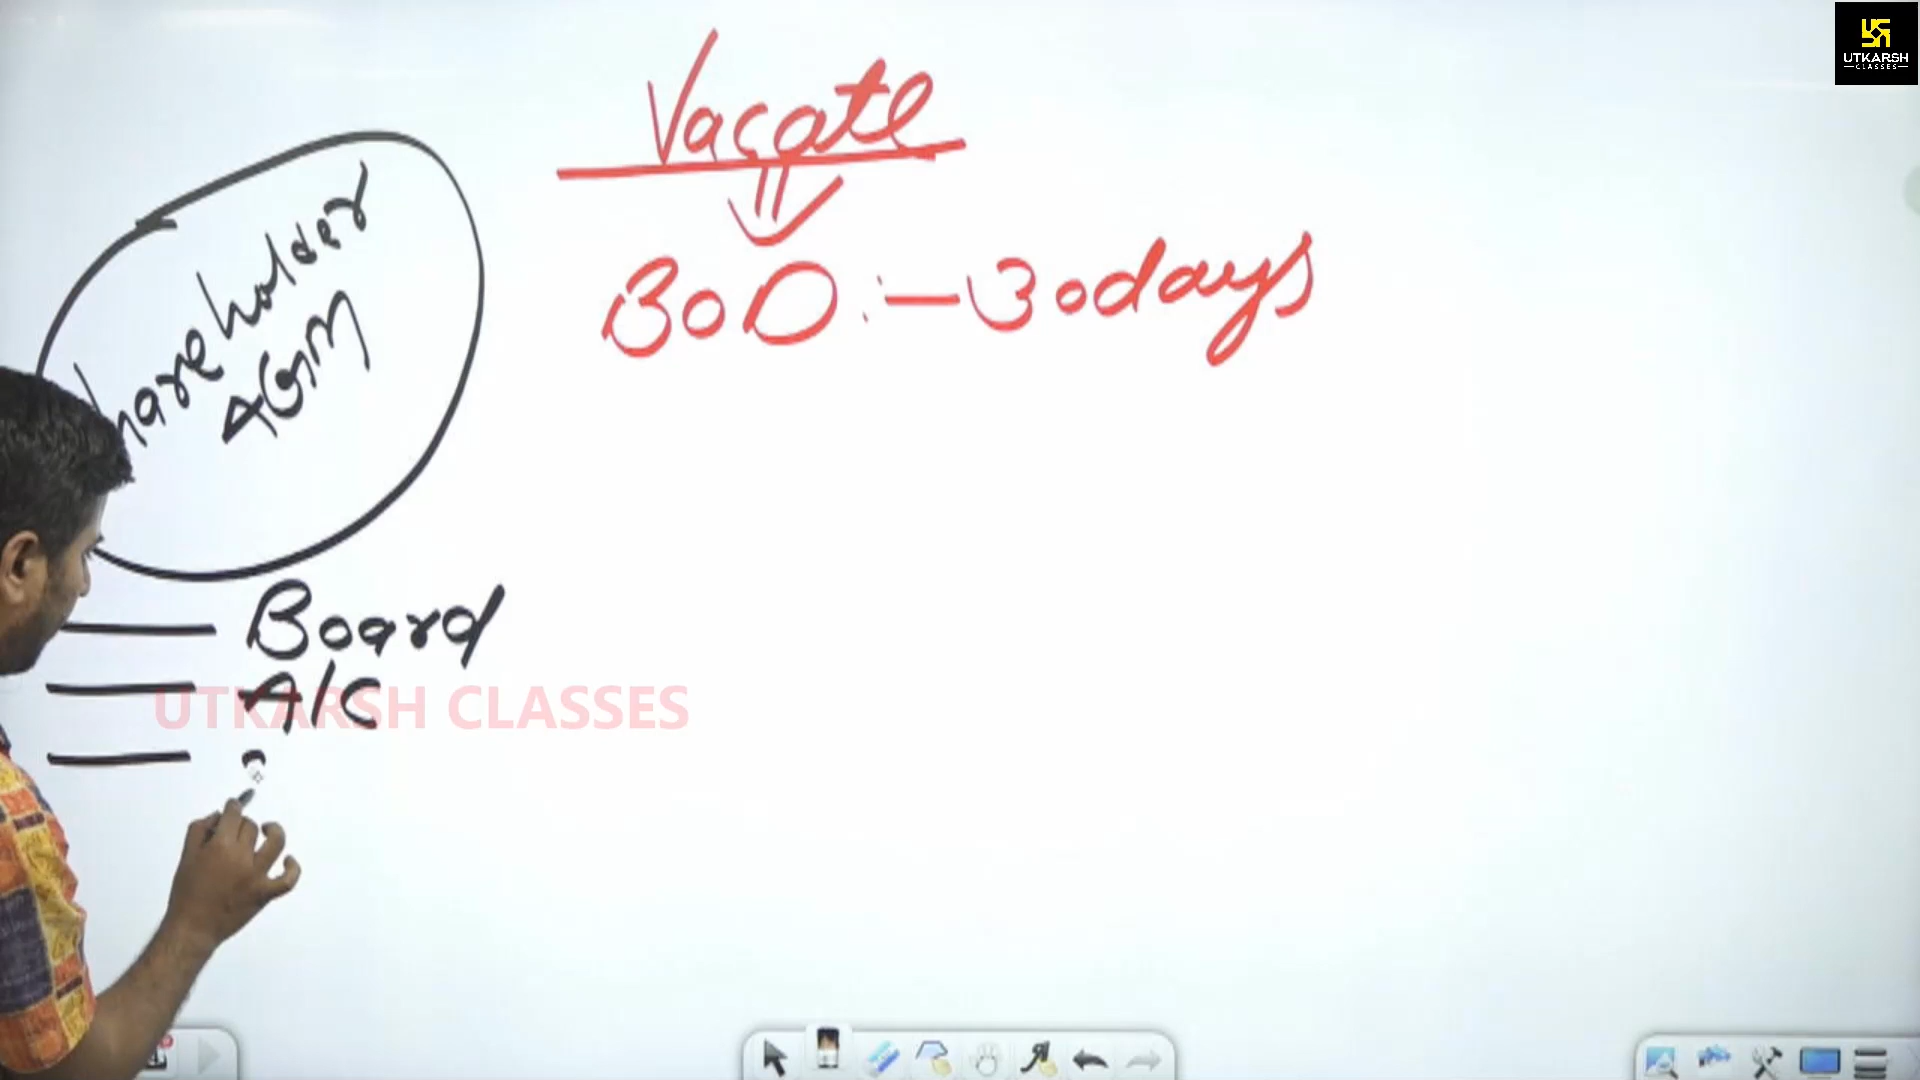 UTKARSH
CLASSES
Vacate
BOD :- 30days
Shareholder
AGM
Board
A/C
UTKARSH CLASSES